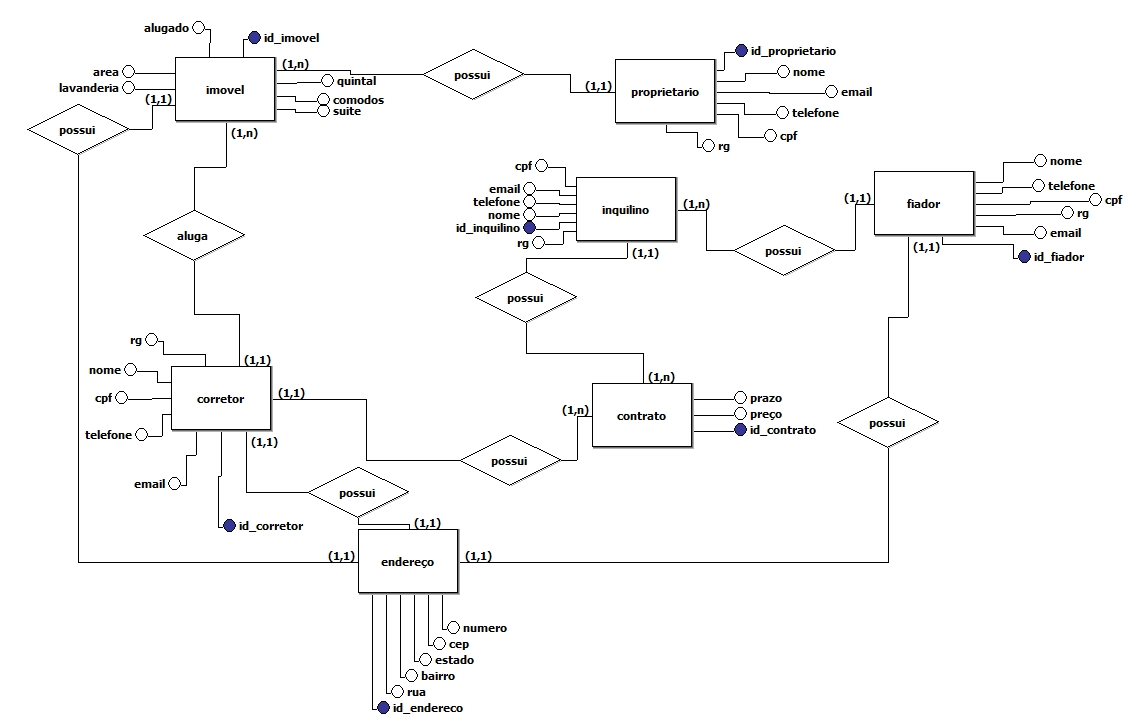 alugado
id_imovel
area
lavanderia
(1,1)
imovel
(1,n)
quintal
comodos
suite
(1,n)
possui
possui
(1,1)
proprietario
id_proprietario
nome
email
telefone
cpf
rg
aluga
cpf
email
telefone
nome
id_inquilino
rg
inquilino
(1,n)
(1,1)
possui
(1,1)
fiador
nome
telefone
cpf
rg
email
id_fiador
(1,1)
possui
rg
nome
cpf
telefone
email
id_corretor
corretor
(1,1)
(1,1)
(1,1)
possui
(1,n)
(1,n)
contrato
prazo
preço
id_contrato
possui
possui
(1,1)
(1,1)
endereço
(1,1)
numero
cep
estado
bairro
rua
id_endereco